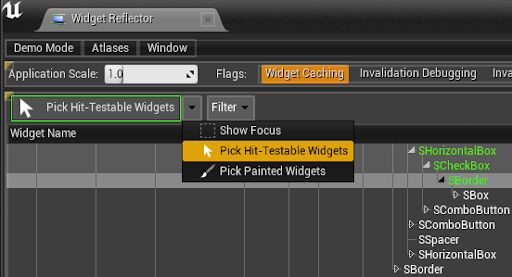 Widget Reflector
Demo Mode Atlases Window
Application Scale: 1.0 Flags: Widget Caching Invalidation Debugging
Pick Hit-Testable Widgets Filter
Widget Name
Show Focus
Pick Hit-Testable Widgets
Pick Painted Widgets
SHorizontalBox
SCheckBox
SBorder
SBox
SComboButton
SComboButton
SSpacer
SHorizontalBox
SBorder